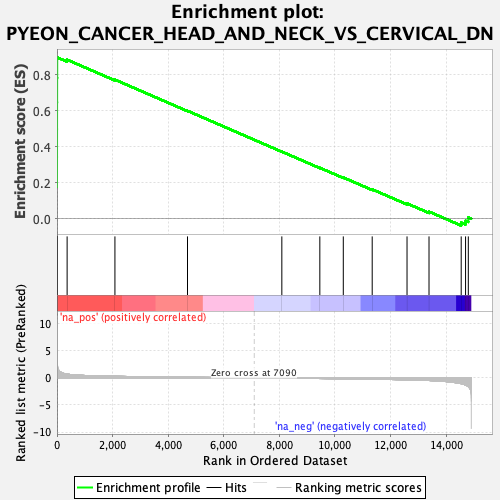 Enrichment plot:
PYEON_CANCER_HEAD_AND_NECK_VS_CERVICAL_DN
Enrichment score (ES)
0.8
0.6
0.4
0.2
0.0
'na_pos' (positively correlated)
Ranked list metric (PreRanked)
10
5
0
-5
-10
Zero cross at 7090
'na_neg' (negatively correlated)
0 2,000 4,000 6,000 8,000 10,000 12,000 14,000
Rank in Ordered Dataset
Enrichment profile Hits Ranking metric scores